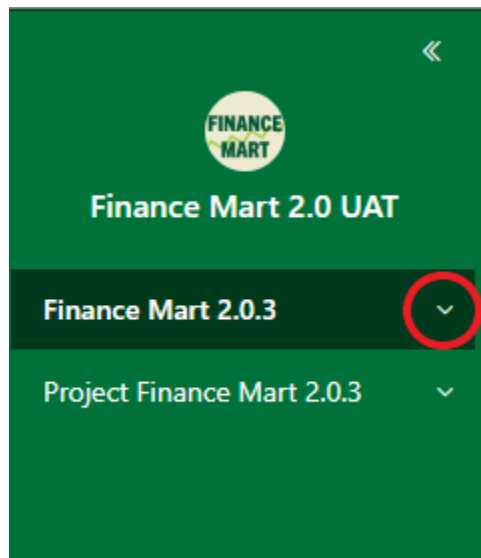 FINANCE
MART
Finance Mart 2.0 UAT
Finance Mart 2.0.3
Project Finance Mart 2.0.3